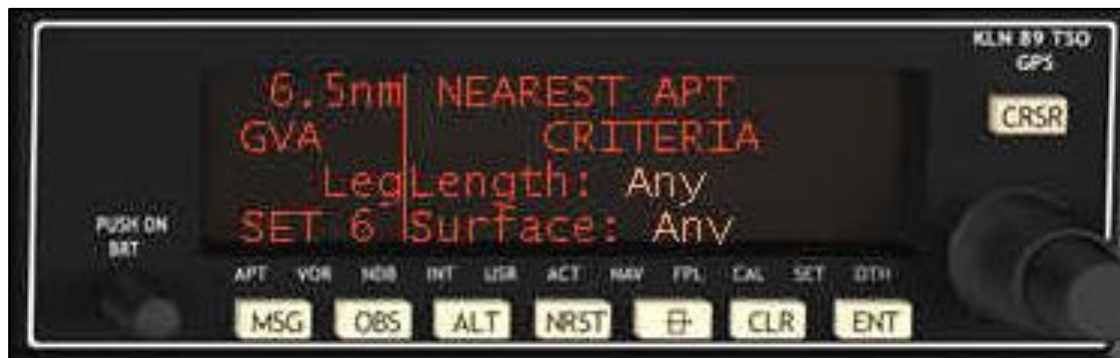 KLN 89 TSO
GPS
CRSR
6.5nm NEAREST APT
GVA CRITERIA
Leg Length: Any
SET 6 Surface: Any
PUSH ON
BRT
APT VOR NDB INT USR ACT NAV FPL CAL SET OTH
MSG OBS ALT NRST CLR ENT